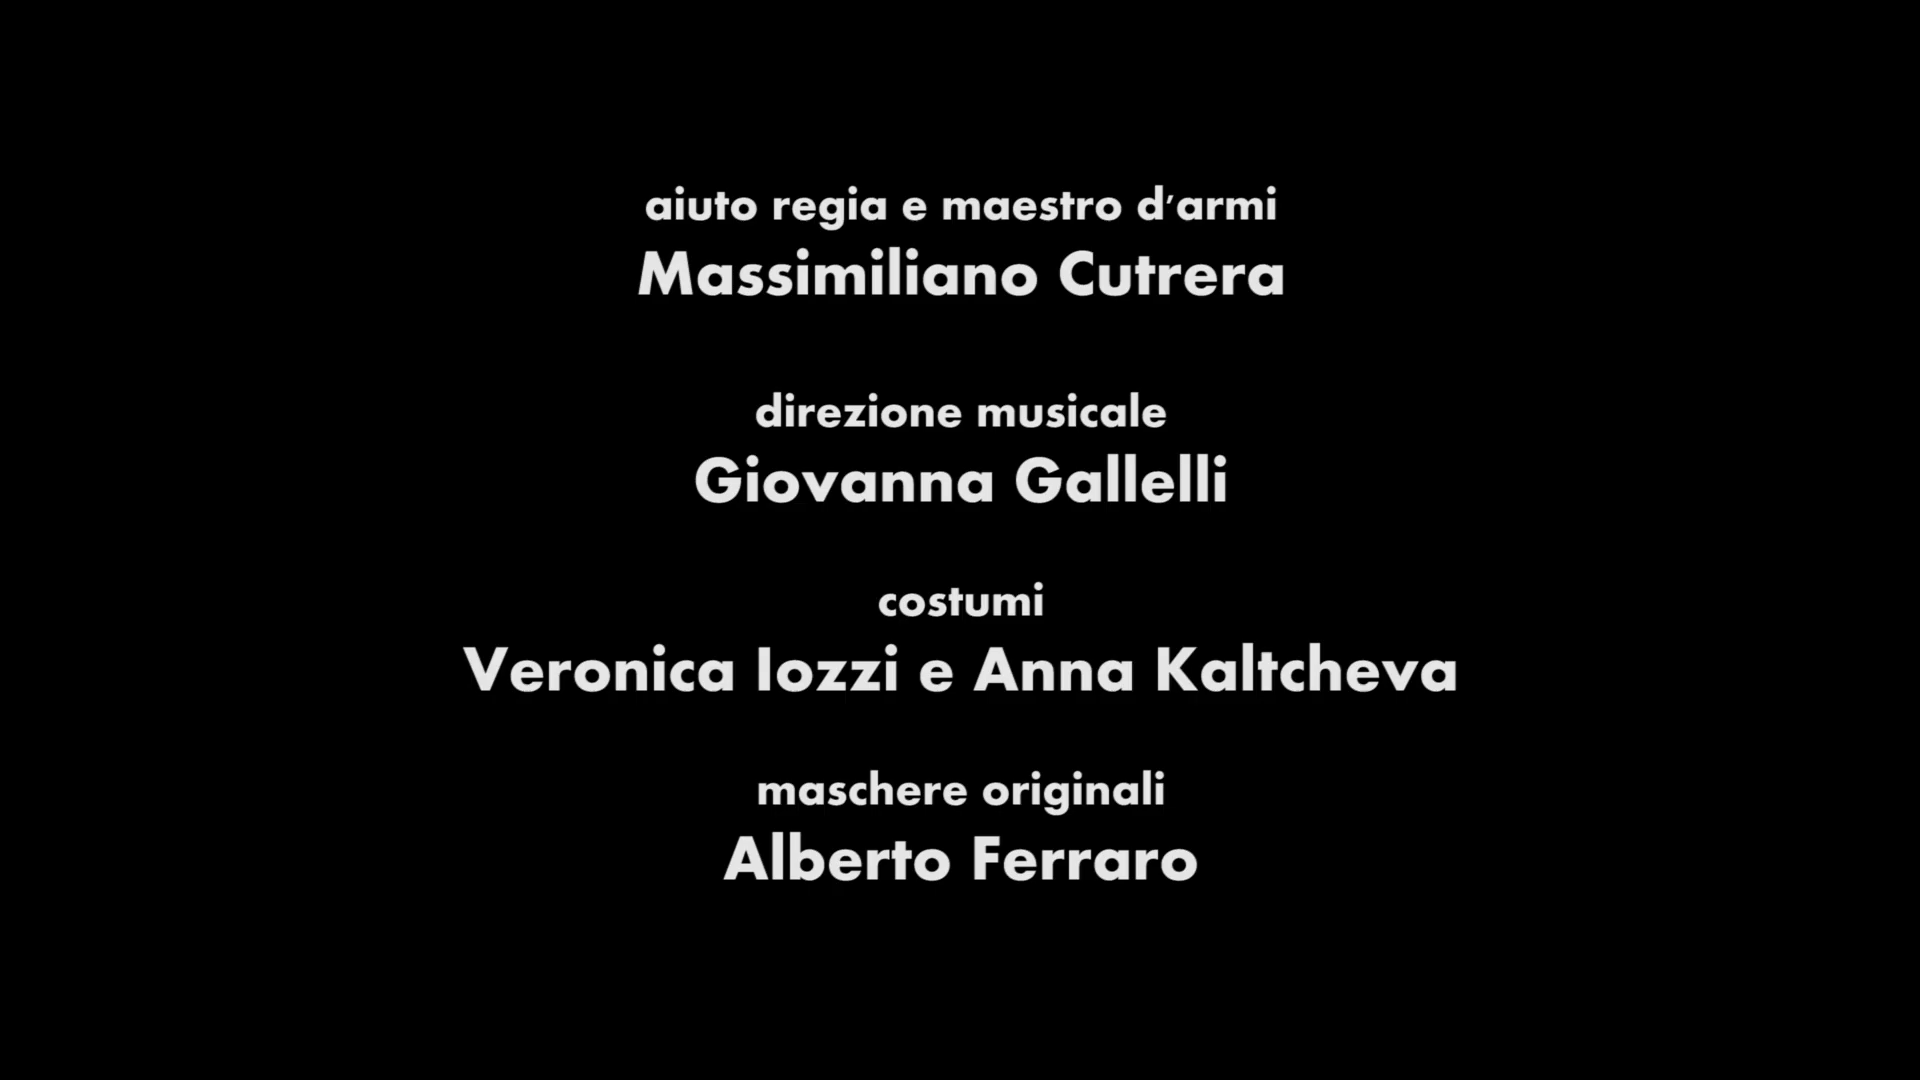 aiuto regia e maestro d'armi
Massimiliano Cutrera
direzione musicale
Giovanna Gallelli
costumi
Veronica Iozzi e Anna Kaltcheva
maschere originali
Alberto Ferraro